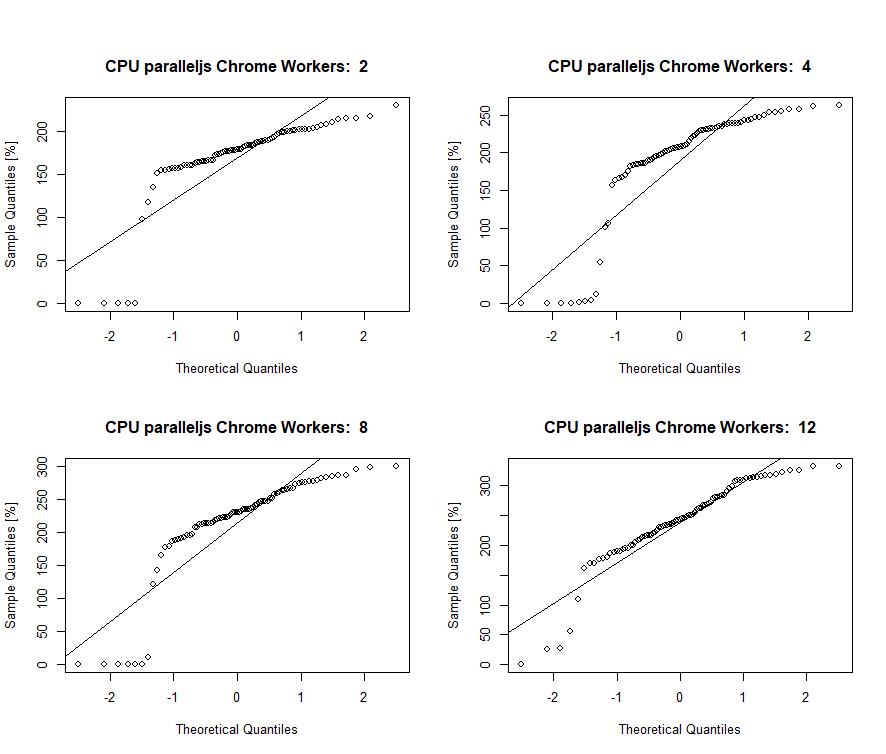 CPU paralleljs Chrome Workers:  2
Sample Quantiles [%]
0 50 100 150 200
-2 -1 0 1 2
Theoretical Quantiles
CPU paralleljs Chrome Workers:  4
Sample Quantiles [%]
0 50 100 150 200 250
-2 -1 0 1 2
Theoretical Quantiles
CPU paralleljs Chrome Workers:  8
Sample Quantiles [%]
0 50 100 150 200 250 300
-2 -1 0 1 2
Theoretical Quantiles
CPU paralleljs Chrome Workers:  12
Sample Quantiles [%]
0 50 100 200 300
-2 -1 0 1 2
Theoretical Quantiles